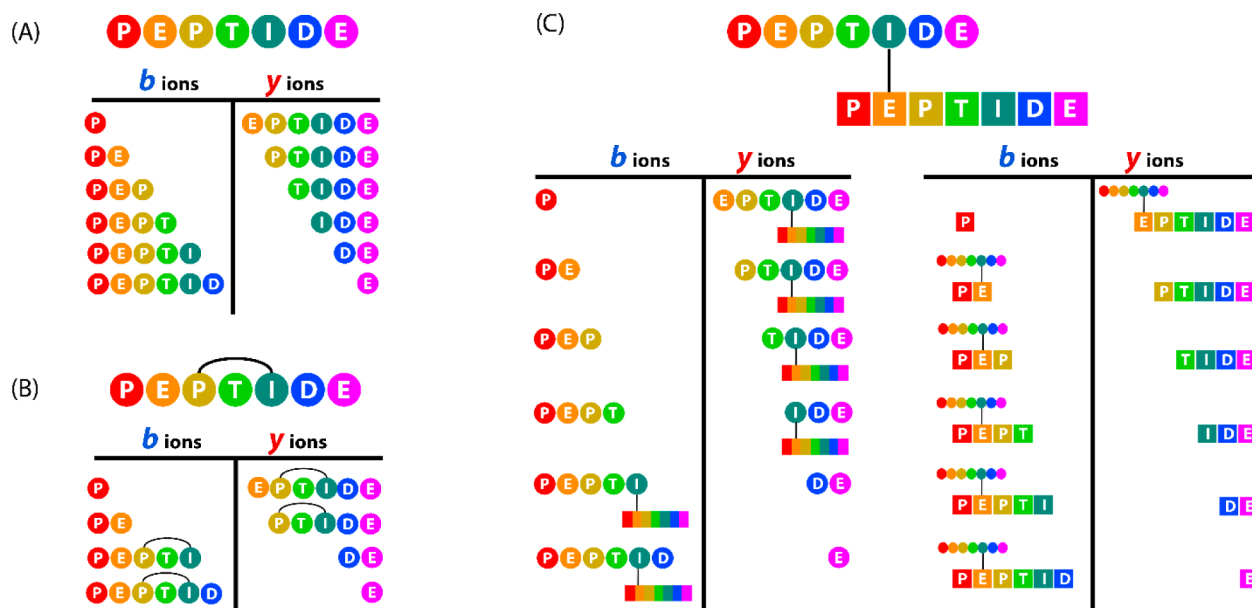 (A)
PEPTIDE
b ions y ions
P EPTIDE
PE PTIDE
PEP TIDE
PEPT IDE
PEPTI DE
PEPTID E
(B)
PEPTIDE
b ions y ions
P EPTIDE
PE PTIDE
PEPTI DE
PEPTID E
(C)
PEPTIDE
PEPTIDE
b ions y ions
P EPTIDE
PE PTIDE
PEP TIDE
PEPT IDE
PEPTI DE
PEPTID E
b ions y ions
P EPTIDE
PE PTIDE
PEP TIDE
PEPT IDE
PEPTI DE
PEPTID E